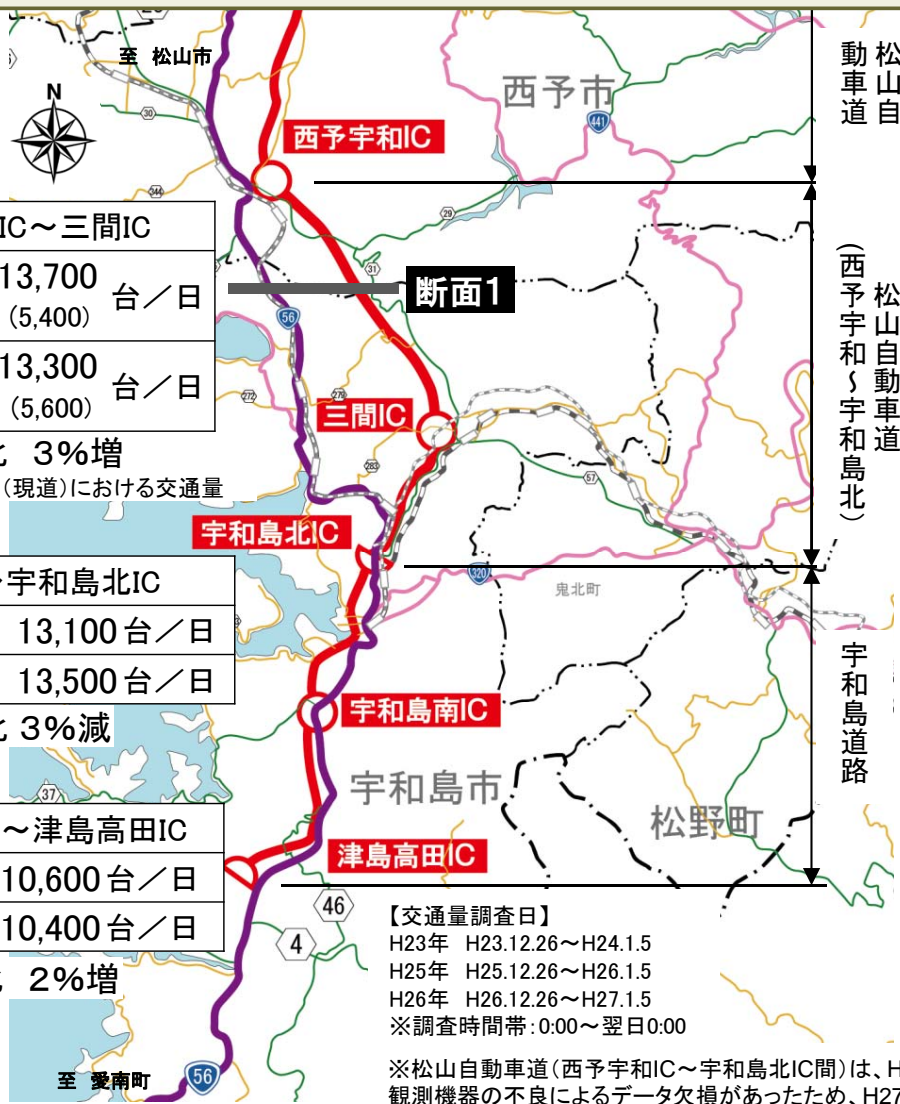 至 松山市
N
30
344
西予宇和IC
西予市
441
29
31
松山自
動車道
IC～三間IC
13,700
(5,400)
台／日
13,300
(5,600)
台／日
3%増
(現道)における交通量
断面1
56
272
279
三間IC
283
57
松山自動車道
(西予宇和～宇和島北)
宇和島北IC
320
鬼北町
宇和島北IC
13,100台／日
13,500台／日
3%減
宇和島南IC
宇和島道路
37
宇和島市
松野町
～津島高田IC
10,600台／日
10,400台／日
2%増
津島高田IC
46
4
【交通量調査日】
H23年 H23.12.26～H24.1.5
H25年 H25.12.26～H26.1.5
H26年 H26.12.26～H27.1.5
※調査時間帯：0:00～翌日0:00
56
至 愛南町
※松山自動車道(西予宇和IC～宇和島北IC間)は、H
観測機器の不良によるデータ欠損があったため、H27